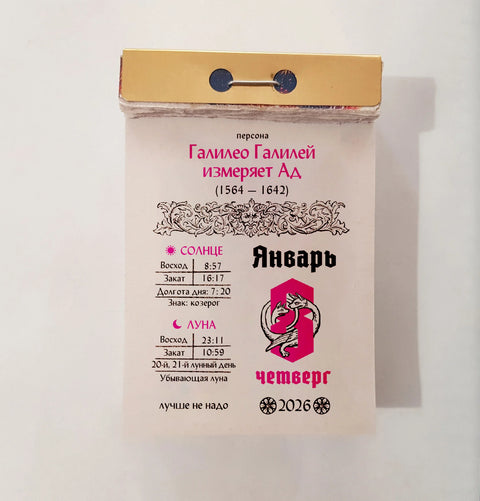 персона
Галилео Галилей
измеряет Ад
(1564 — 1642)
СОЛНЦЕ
Восход 8:57
Закат 16:17
Долгота дня: 7:20
Знак: козерог
ЛУНА
Восход 23:11
Закат 10:59
20-й, 21-й лунный день
Убывающая луна
лучше не надо
Январь
8
четверг
2026